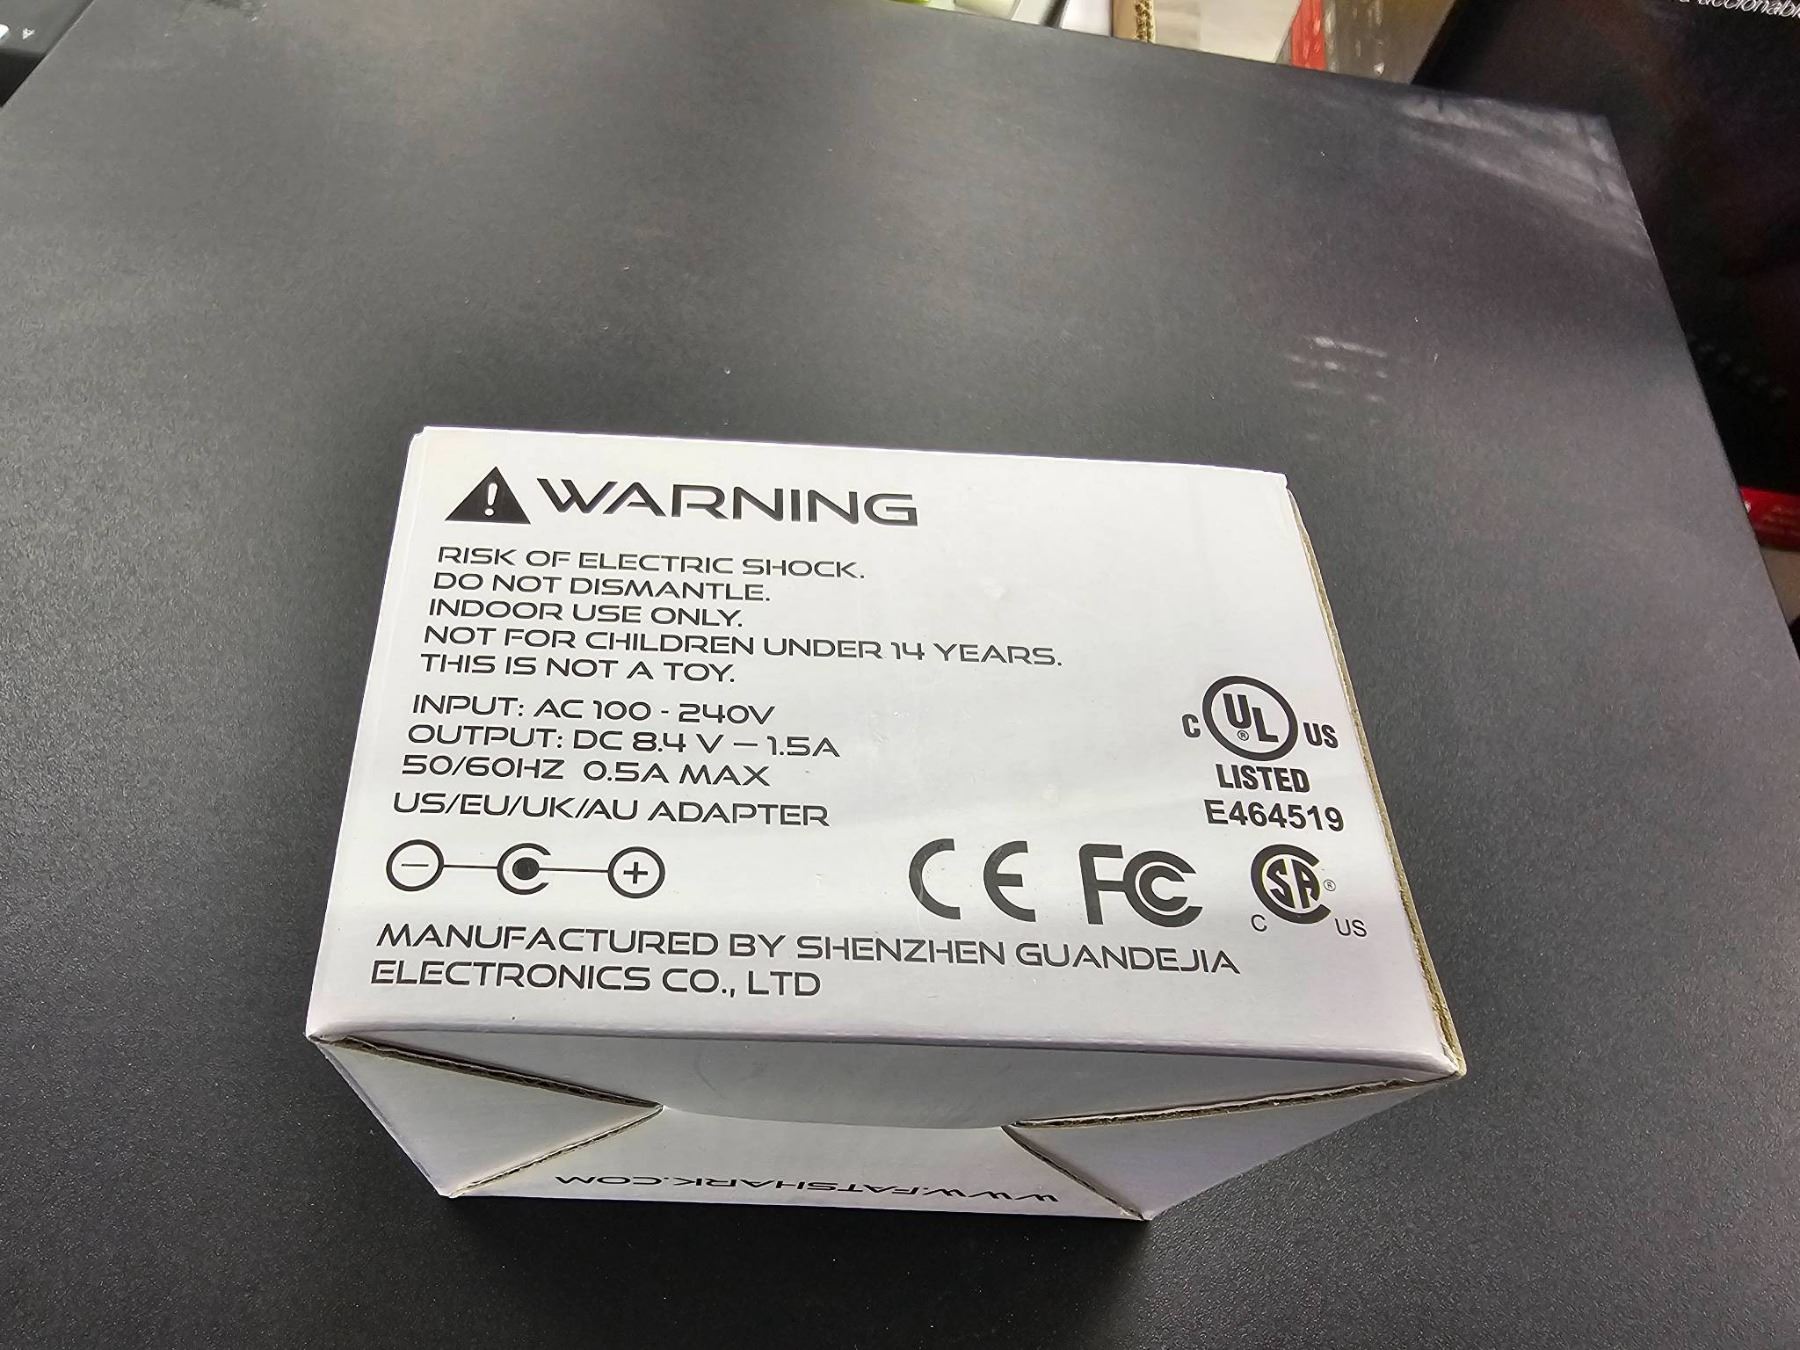 WARNING
RISK OF ELECTRIC SHOCK.
DO NOT DISMANTLE.
INDOOR USE ONLY.
NOT FOR CHILDREN UNDER 14 YEARS.
THIS IS NOT A TOY.
INPUT: AC 100 - 240V
OUTPUT: DC 8.4 V — 1.5A
50/60HZ 0.5A MAX
US/EU/UK/AU ADAPTER
C UL® US
LISTED
E464519
CE FC C SA® US
MANUFACTURED BY SHENZHEN GUANDEJIA
ELECTRONICS CO., LTD
WWW.FATSHARK.COM